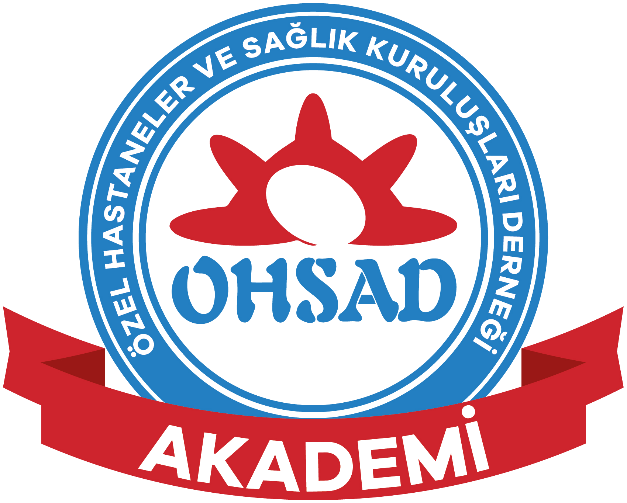 ÖZEL HASTANELER VE SAĞLIK KURULUŞLARI DERNEĞİ
OHSAD
AKADEMİ